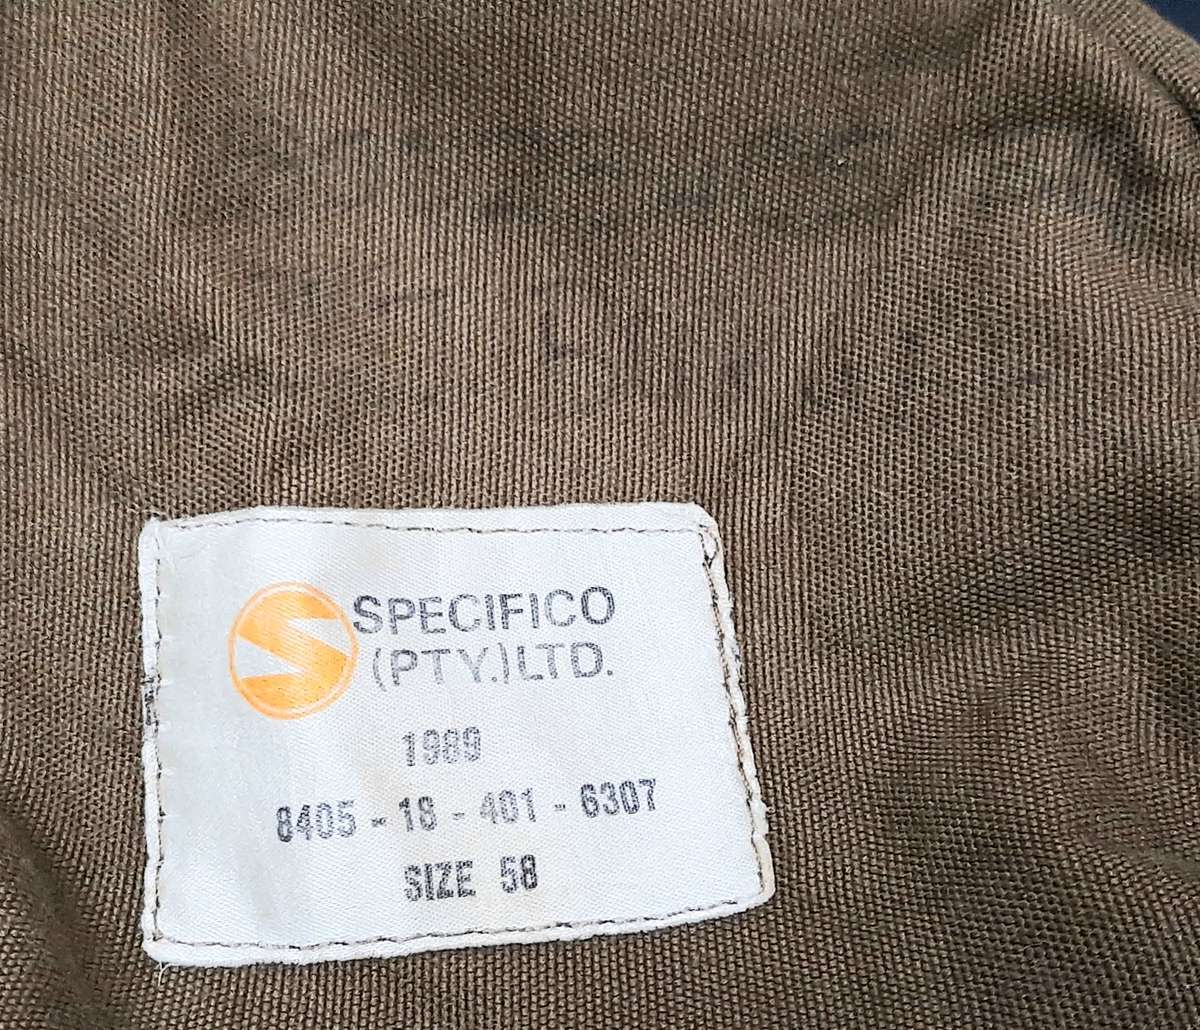 SPECIFICO
(PTY.)LTD.
1989
8405 - 18 - 401 - 6307
SIZE 58